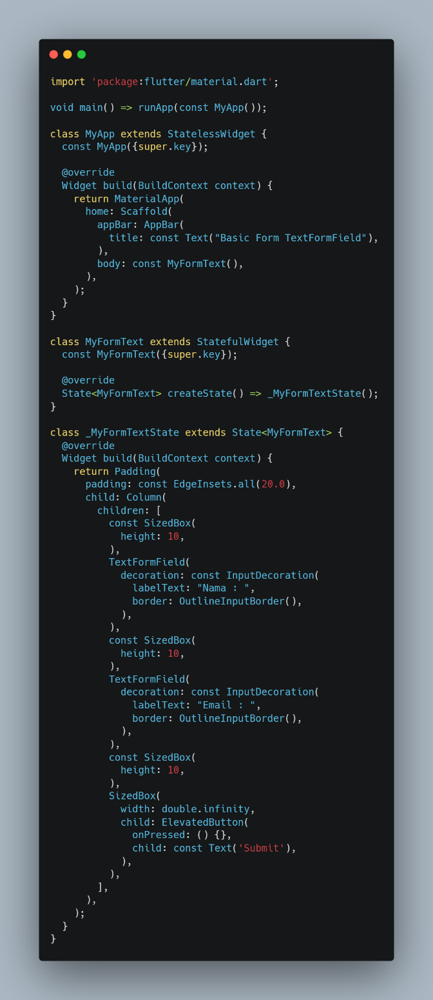 import 'package:flutter/material.dart';

void main() => runApp(const MyApp());

class MyApp extends StatelessWidget {
  const MyApp({super.key});

  @override
  Widget build(BuildContext context) {
    return MaterialApp(
      home: Scaffold(
        appBar: AppBar(
          title: const Text("Basic Form TextFormField"),
        ),
        body: const MyFormText(),
      ),
    );
  }
}

class MyFormText extends StatefulWidget {
  const MyFormText({super.key});

  @override
  State<MyFormText> createState() => _MyFormTextState();
}

class _MyFormTextState extends State<MyFormText> {
  @override
  Widget build(BuildContext context) {
    return Padding(
      padding: const EdgeInsets.all(20.0),
      child: Column(
        children: [
          const SizedBox(
            height: 10,
          ),
          TextFormField(
            decoration: const InputDecoration(
              labelText: "Nama : ",
              border: OutlineInputBorder(),
            ),
          ),
          const SizedBox(
            height: 10,
          ),
          TextFormField(
            decoration: const InputDecoration(
              labelText: "Email : ",
              border: OutlineInputBorder(),
            ),
          ),
          const SizedBox(
            height: 10,
          ),
          SizedBox(
            width: double.infinity,
            child: ElevatedButton(
              onPressed: () {},
              child: const Text('Submit'),
            ),
          ),
        ],
      ),
    );
  }
}